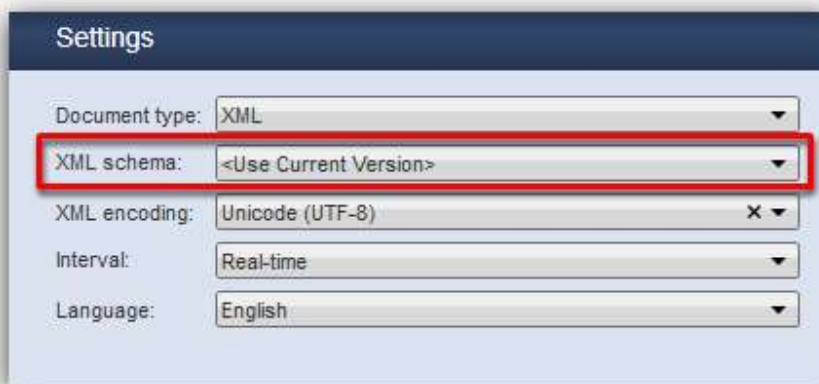 Settings
Document type: XML
XML schema: <Use Current Version>
XML encoding: Unicode (UTF-8)
Interval: Real-time
Language: English